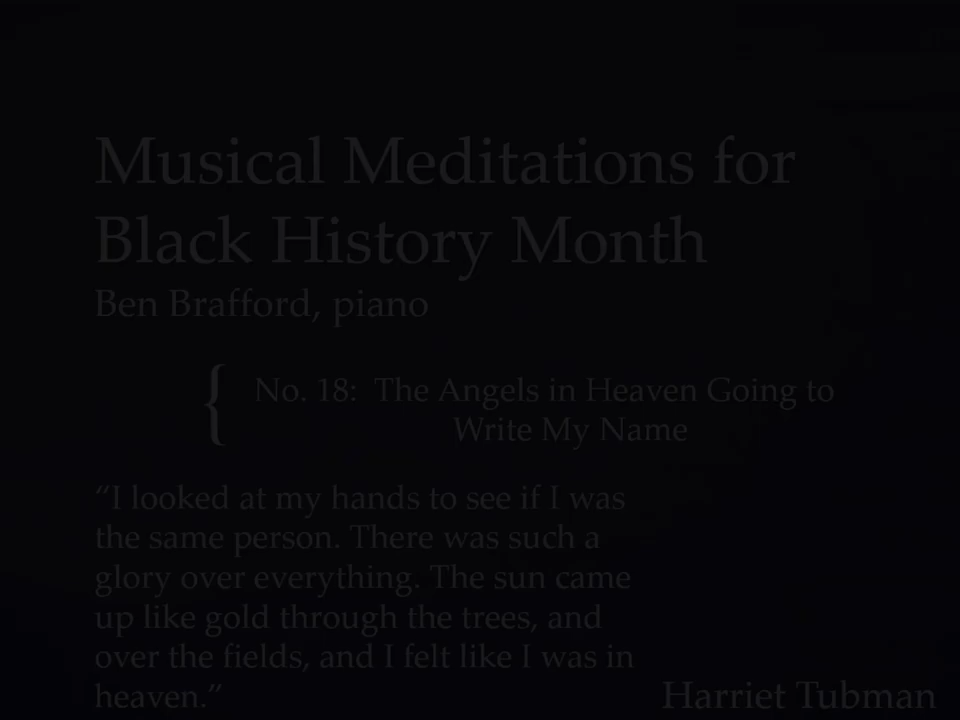 Musical Meditations for
Black History Month
Ben Brafford, piano
{ No. 18:  The Angels in Heaven Going to
Write My Name
“I looked at my hands to see if I was
the same person. There was such a
glory over everything. The sun came
up like gold through the trees, and
over the fields, and I felt like I was in
heaven.”
Harriet Tubman